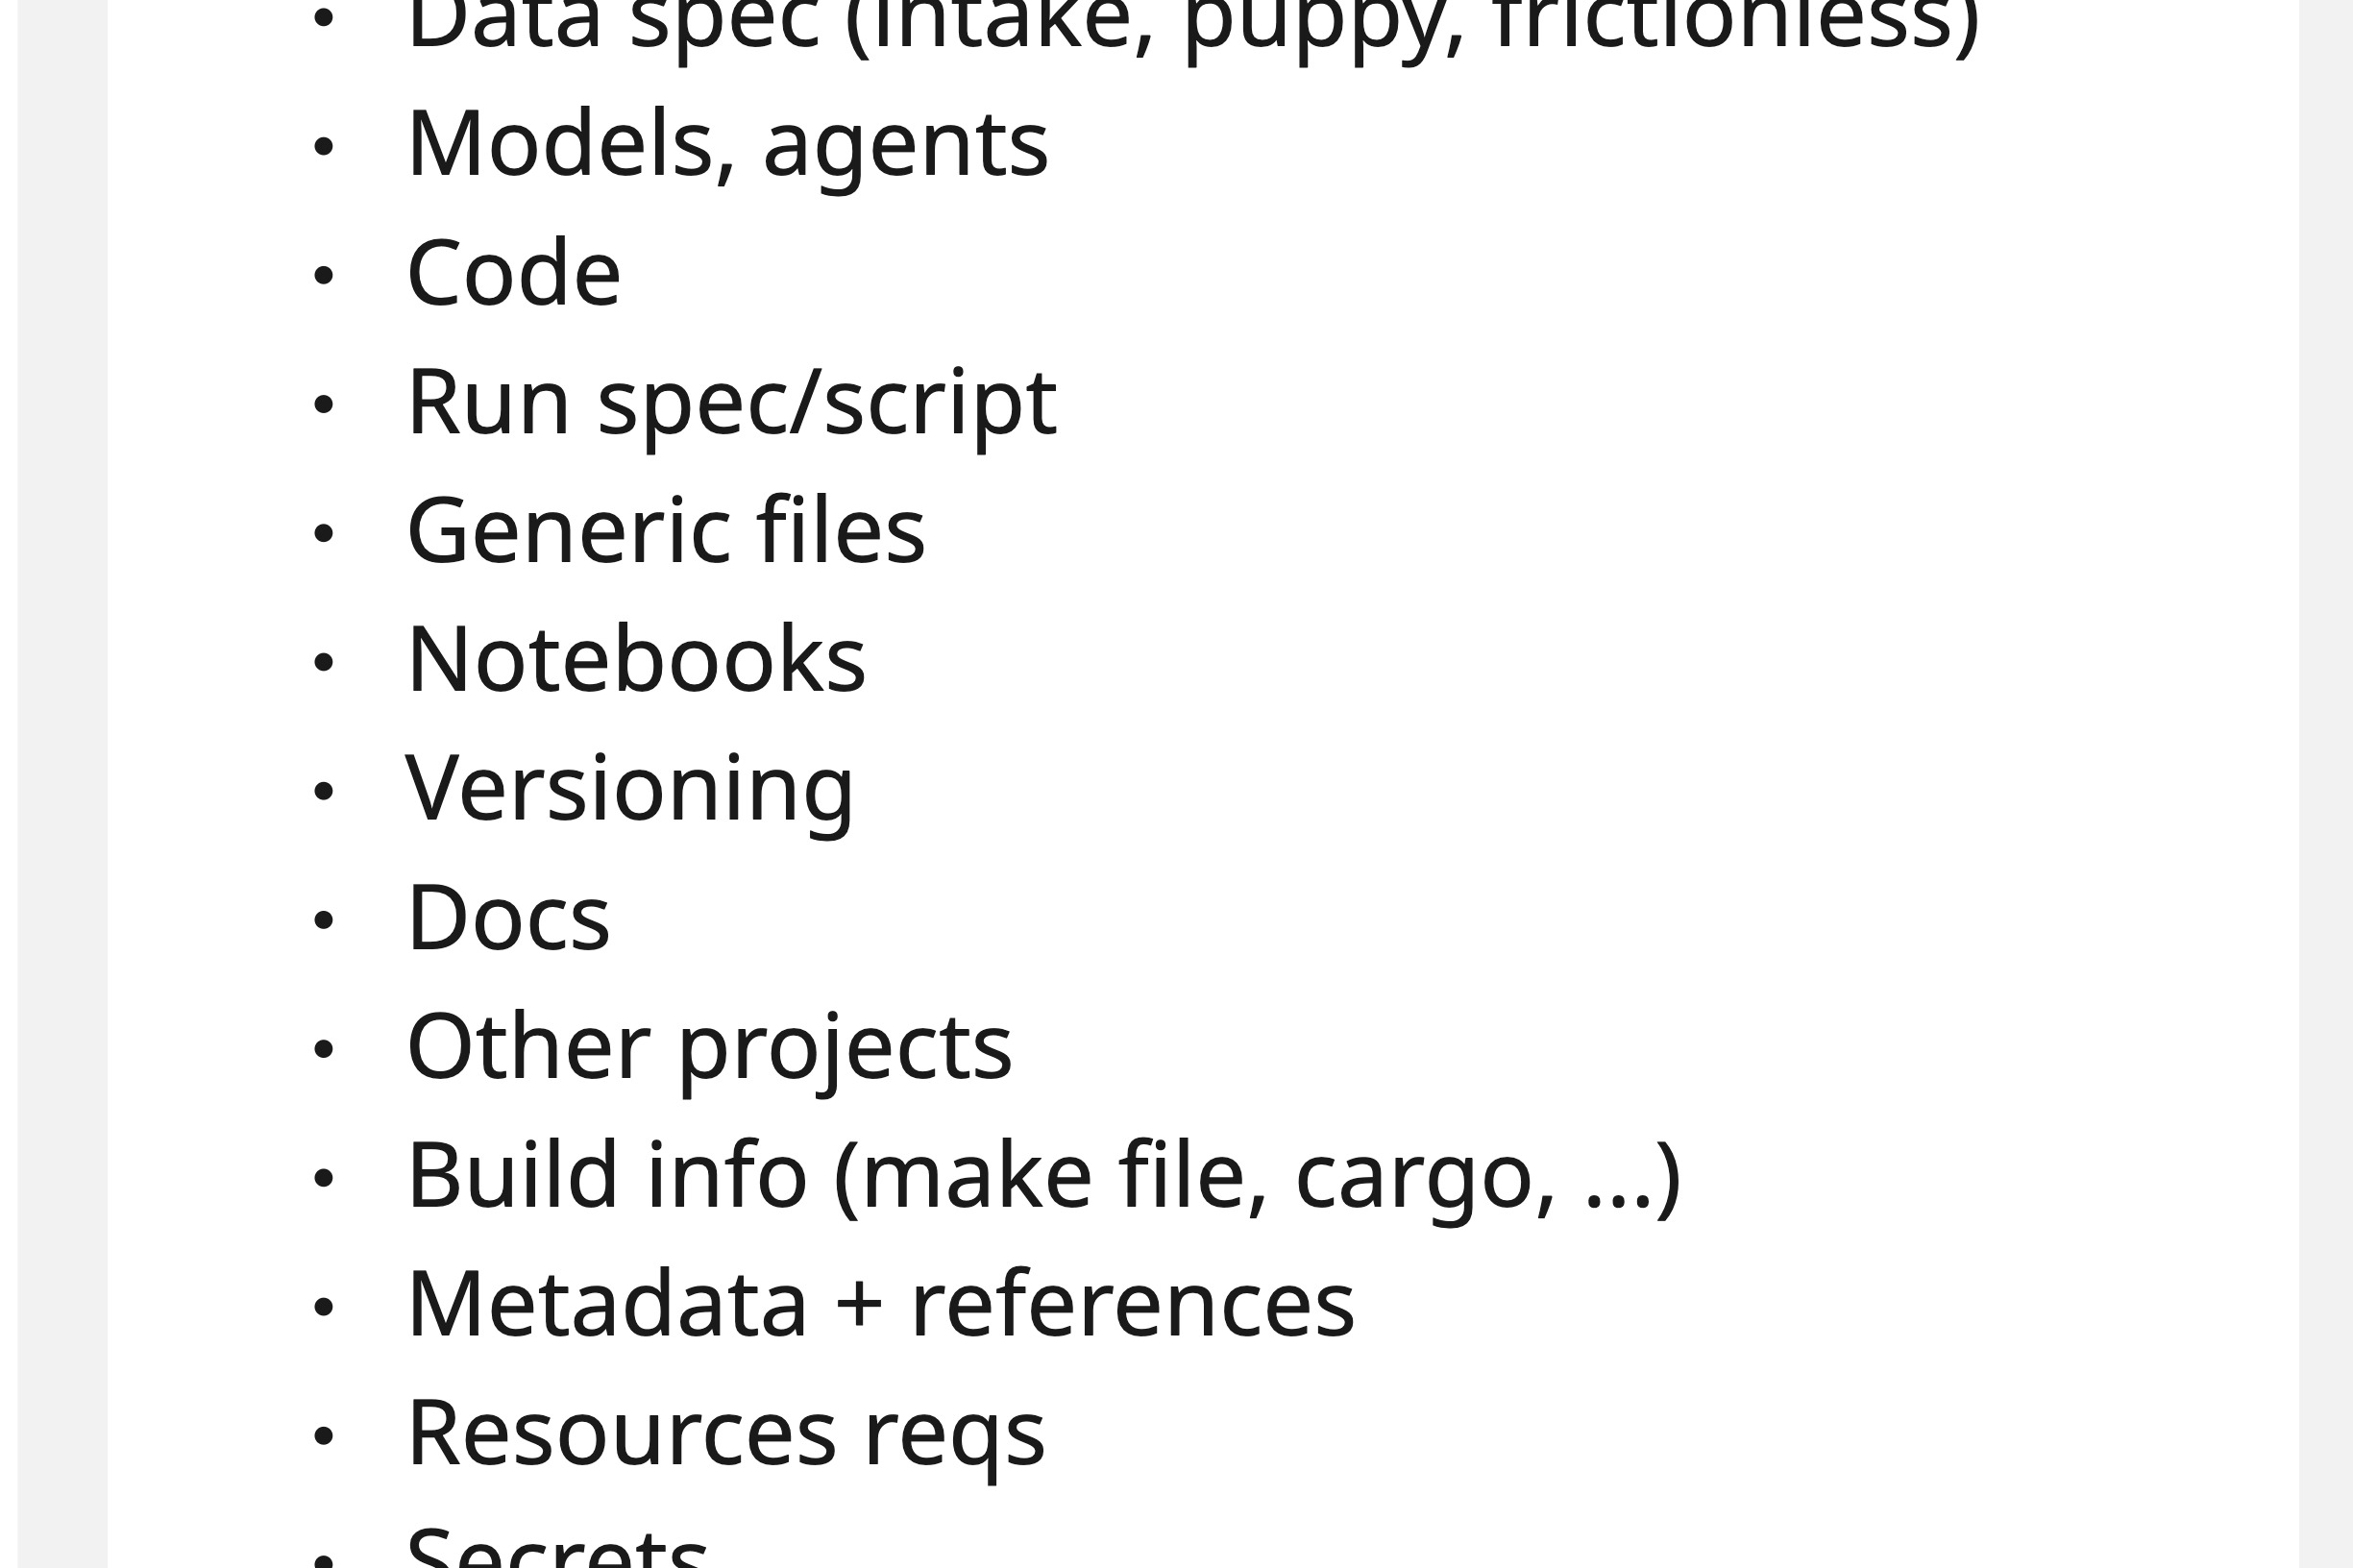 • Data spec (intake, puppy, frictionless)
• Models, agents
• Code
• Run spec/script
• Generic files
• Notebooks
• Versioning
• Docs
• Other projects
• Build info (make file, cargo, ...)
• Metadata + references
• Resources reqs
• Secrets